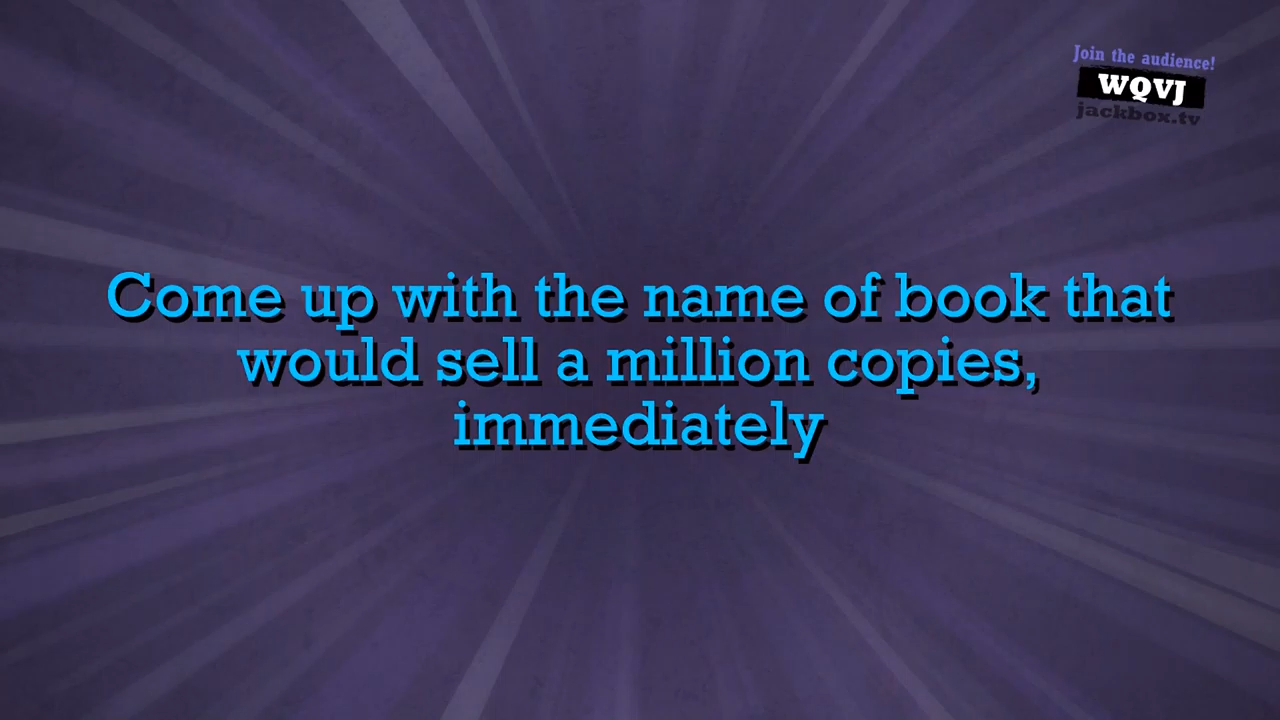 Join the audience!
WQVJ
jackbox.tv
Come up with the name of book that
would sell a million copies,
immediately